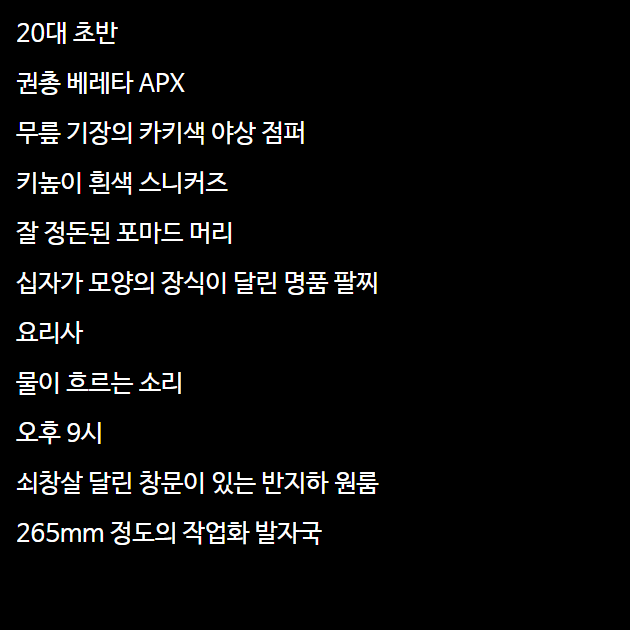 20대 초반
권총 베레타 APX
무릎 기장의 카키색 야상 점퍼
키높이 흰색 스니커즈
잘 정돈된 포마드 머리
십자가 모양의 장식이 달린 명품 팔찌
요리사
물이 흐르는 소리
오후 9시
쇠창살 달린 창문이 있는 반지하 원룸
265mm 정도의 작업화 발자국